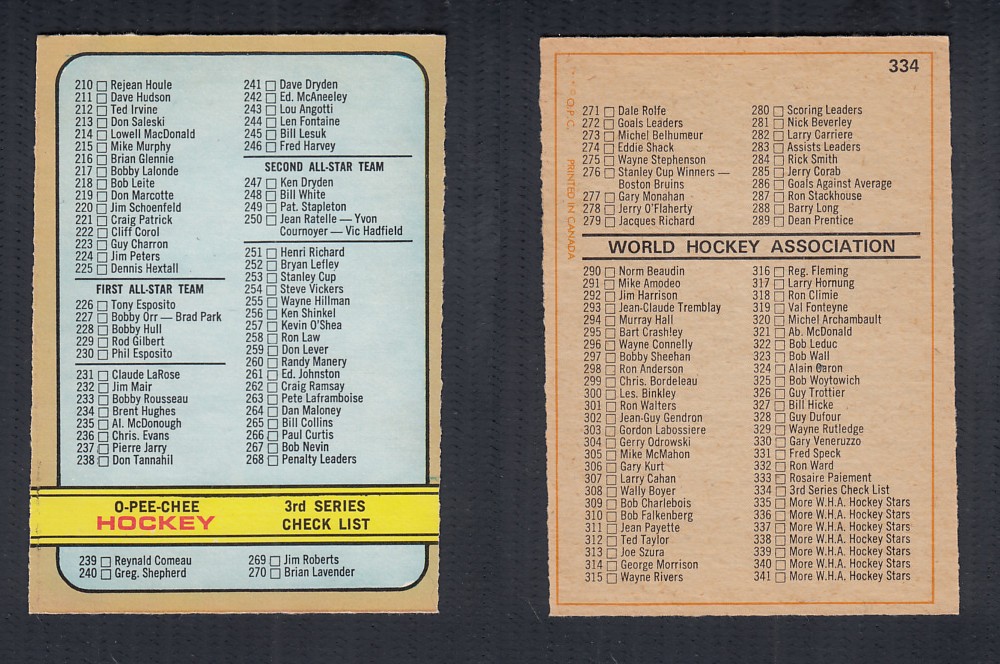 210 Rejean Houle
211 Dave Hudson
212 Ted Irvine
213 Don Saleski
214 Lowell MacDonald
215 Mike Murphy
216 Brian Glennie
217 Bobby Lalonde
218 Bob Leite
219 Don Marcotte
220 Jim Schoenfeld
221 Craig Patrick
222 Cliff Corol
223 Guy Charron
224 Jim Peters
225 Dennis Hextall
FIRST ALL-STAR TEAM
226 Tony Esposito
227 Bobby Orr — Brad Park
228 Bobby Hull
229 Rod Gilbert
230 Phil Esposito
231 Claude LaRose
232 Jim Mair
233 Bobby Rousseau
234 Brent Hughes
235 Al. McDonough
236 Chris. Evans
237 Pierre Jarry
238 Don Tannahil
241 Dave Dryden
242 Ed. McAneeley
243 Lou Angotti
244 Len Fontaine
245 Bill Lesuk
246 Fred Harvey
SECOND ALL-STAR TEAM
247 Ken Dryden
248 Bill White
249 Pat. Stapleton
250 Jean Ratelle — Yvon
Cournoyer — Vic Hadfield
251 Henri Richard
252 Bryan Lefley
253 Stanley Cup
254 Steve Vickers
255 Wayne Hillman
256 Ken Shinkel
257 Kevin O'Shea
258 Ron Law
259 Don Lever
260 Randy Manery
261 Ed. Johnston
262 Craig Ramsay
263 Pete Laframboise
264 Dan Maloney
265 Bill Collins
266 Paul Curtis
267 Bob Nevin
268 Penalty Leaders
O-PEE-CHEE
HOCKEY
3rd SERIES
CHECK LIST
239 Reynald Comeau
240 Greg. Shepherd
269 Jim Roberts
270 Brian Lavender
334
O.P.C. PRINTED IN CANADA
271 Dale Rolfe
272 Goals Leaders
273 Michel Belhumeur
274 Eddie Shack
275 Wayne Stephenson
276 Stanley Cup Winners —
Boston Bruins
277 Gary Monahan
278 Jerry O'Flaherty
279 Jacques Richard
280 Scoring Leaders
281 Nick Beverley
282 Larry Carriere
283 Assists Leaders
284 Rick Smith
285 Jerry Corab
286 Goals Against Average
287 Ron Stackhouse
288 Barry Long
289 Dean Prentice
WORLD HOCKEY ASSOCIATION
290 Norm Beaudin
291 Mike Amodeo
292 Jim Harrison
293 Jean-Claude Tremblay
294 Murray Hall
295 Bart Crashley
296 Wayne Connelly
297 Bobby Sheehan
298 Ron Anderson
299 Chris. Bordeleau
300 Les. Binkley
301 Ron Walters
302 Jean-Guy Gendron
303 Gordon Labossiere
304 Gerry Odrowski
305 Mike McMahon
306 Gary Kurt
307 Larry Cahan
308 Wally Boyer
309 Bob Charlebois
310 Bob Falkenberg
311 Jean Payette
312 Ted Taylor
313 Joe Szura
314 George Morrison
315 Wayne Rivers
316 Reg. Fleming
317 Larry Hornung
318 Ron Climie
319 Val Fonteyne
320 Michel Archambault
321 Ab. McDonald
322 Bob Leduc
323 Bob Wall
324 Alain Caron
325 Bob Woytowich
326 Guy Trottier
327 Bill Hicke
328 Guy Dufour
329 Wayne Rutledge
330 Gary Veneruzzo
331 Fred Speck
332 Ron Ward
333 Rosaire Paiement
334 3rd Series Check List
335 More W.H.A. Hockey Stars
336 More W.H.A. Hockey Stars
337 More W.H.A. Hockey Stars
338 More W.H.A. Hockey Stars
339 More W.H.A. Hockey Stars
340 More W.H.A. Hockey Stars
341 More W.H.A. Hockey Stars